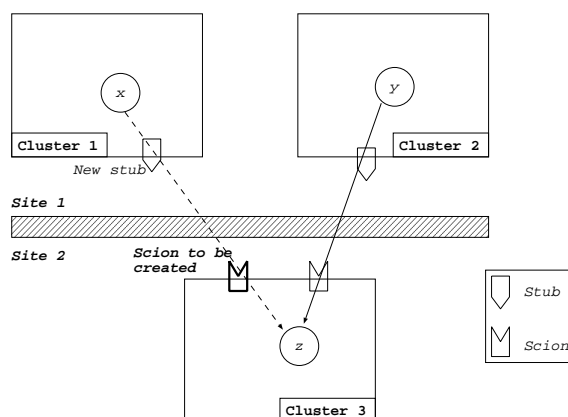 x
y
Cluster 1
Cluster 2
New stub
Site 1
Site 2
Scion to be
created
Stub
z
Scion
Cluster 3